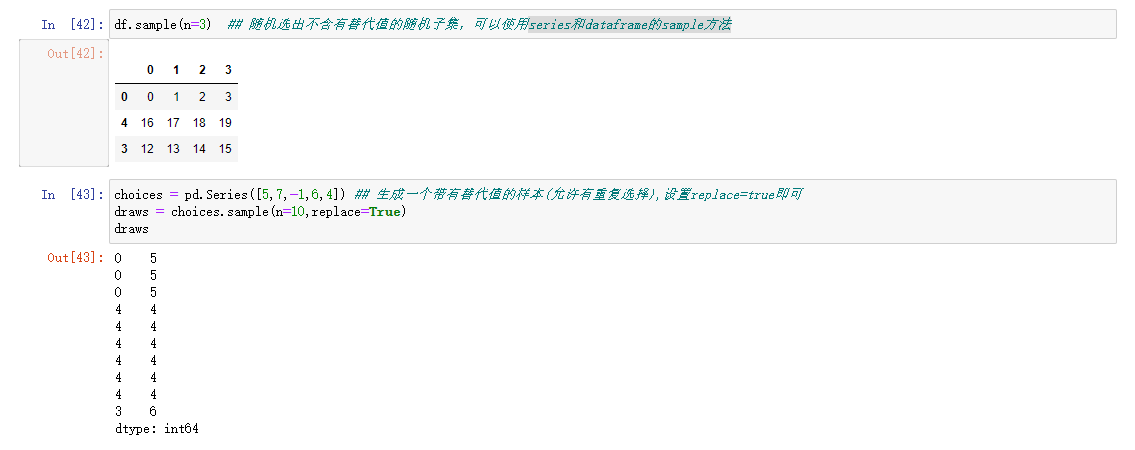 In [42]: df.sample(n=3) ## 随机选出不含有替代值的随机子集，可以使用series和dataframe的sample方法
Out[42]:
0 1 2 3
0 0 1 2 3
4 16 17 18 19
3 12 13 14 15
In [43]: choices = pd.Series([5,7,-1,6,4]) ## 生成一个带有替代值的样本(允许有重复选择),设置replace=true即可
draws = choices.sample(n=10,replace=True)
draws
Out[43]: 0 5
0 5
0 5
4 4
4 4
4 4
4 4
4 4
4 4
3 6
dtype: int64